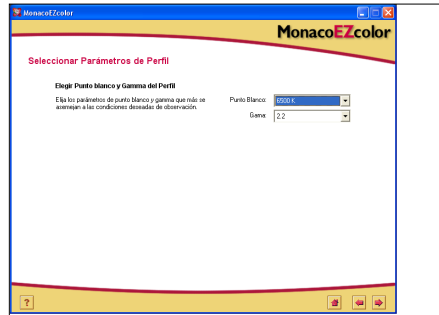 MonacoEZcolor
MonacoEZcolor
Seleccionar Parámetros de Perfil
Elegir Punto blanco y Gamma del Perfil
Elija los parámetros de punto blanco y gamma que más se
asemejan a las condiciones deseadas de observación.
Punto Blanco: 6500 K
Gama: 2.2
?